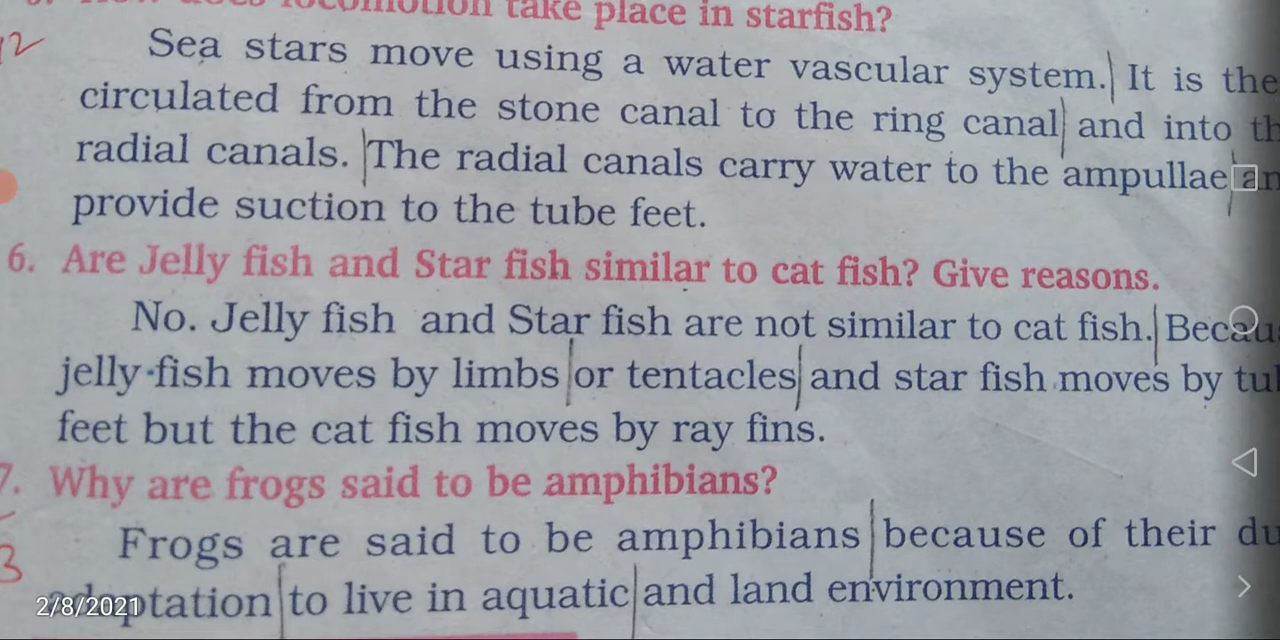 locomotion take place in starfish?
12
Sea stars move using a water vascular system. It is the
circulated from the stone canal to the ring canal and into
radial canals. The radial canals carry water to the ampullae
provide suction to the tube feet.
6. Are Jelly fish and Star fish similar to cat fish? Give reasons.
No. Jelly fish and Star fish are not similar to cat fish.
jelly fish moves by limbs or tentacles and star fish moves by
feet but the cat fish moves by ray fins.
7. Why are frogs said to be amphibians?
Frogs are said to be amphibians because of their
3
to live in aquatic and land environment.
2/8/2021